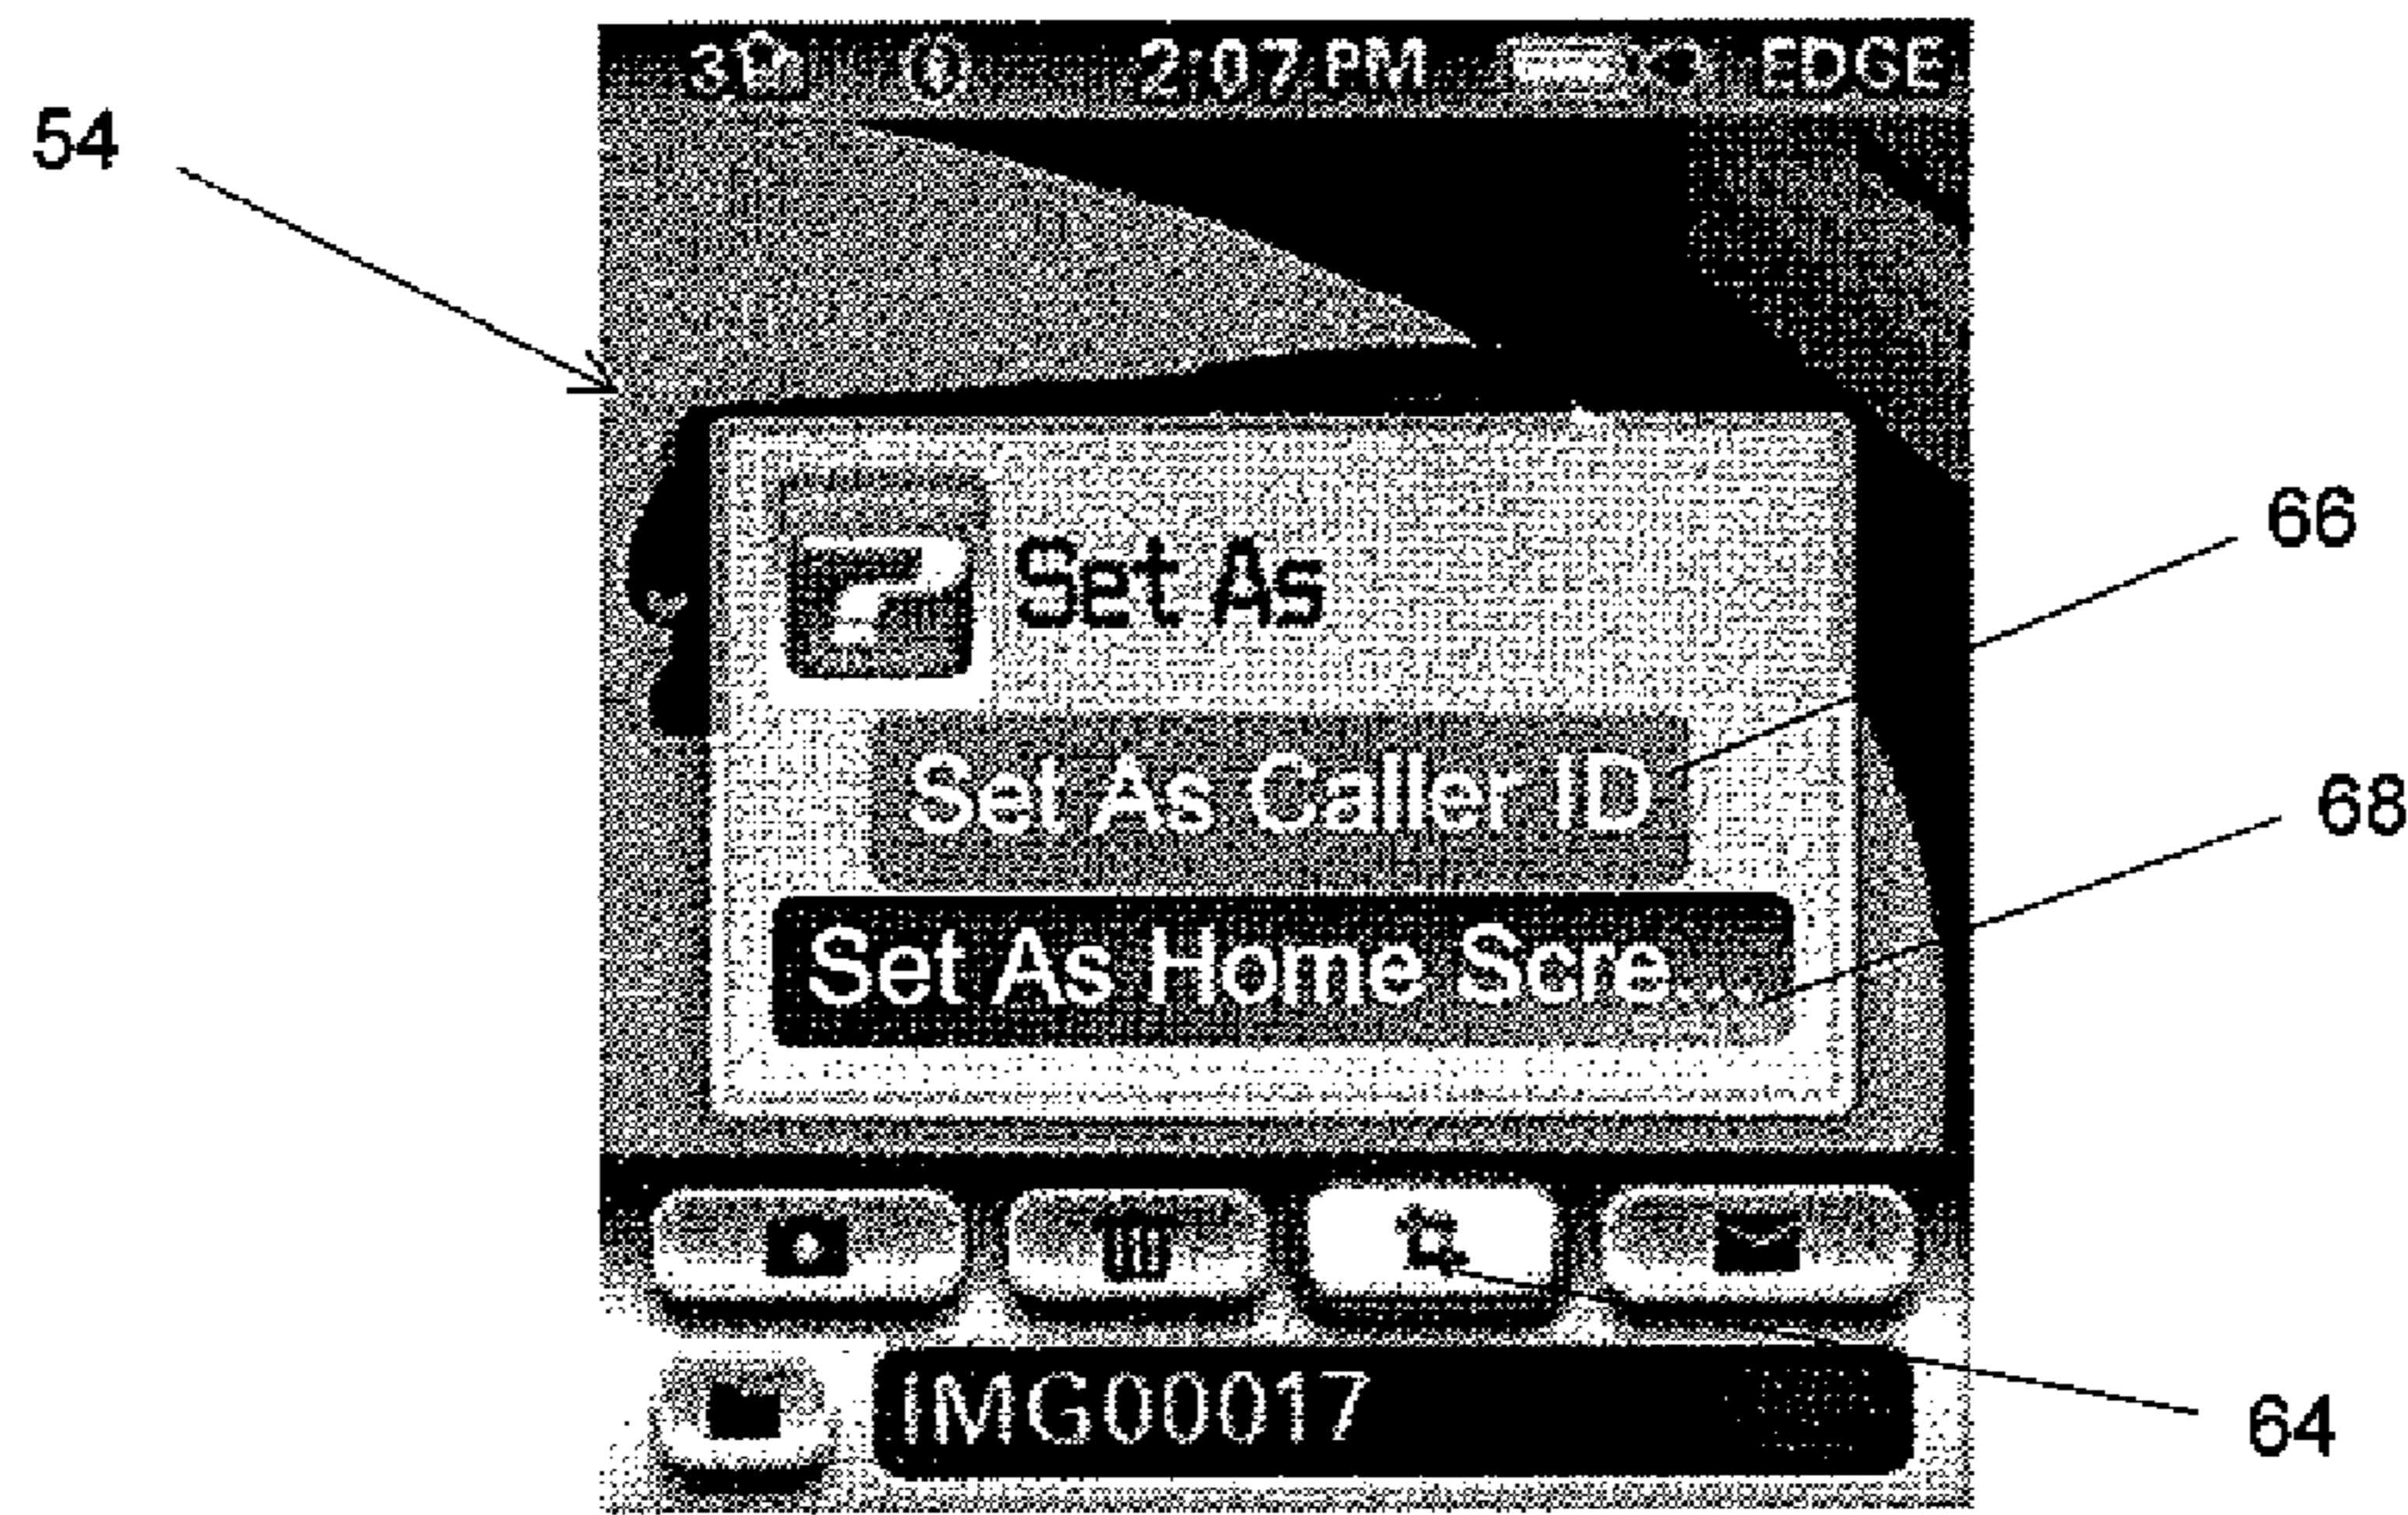 3 2:07 PM EDGE
54
Set As
66
Set As Caller ID
68
Set As Home Scre...
IMG00017
64